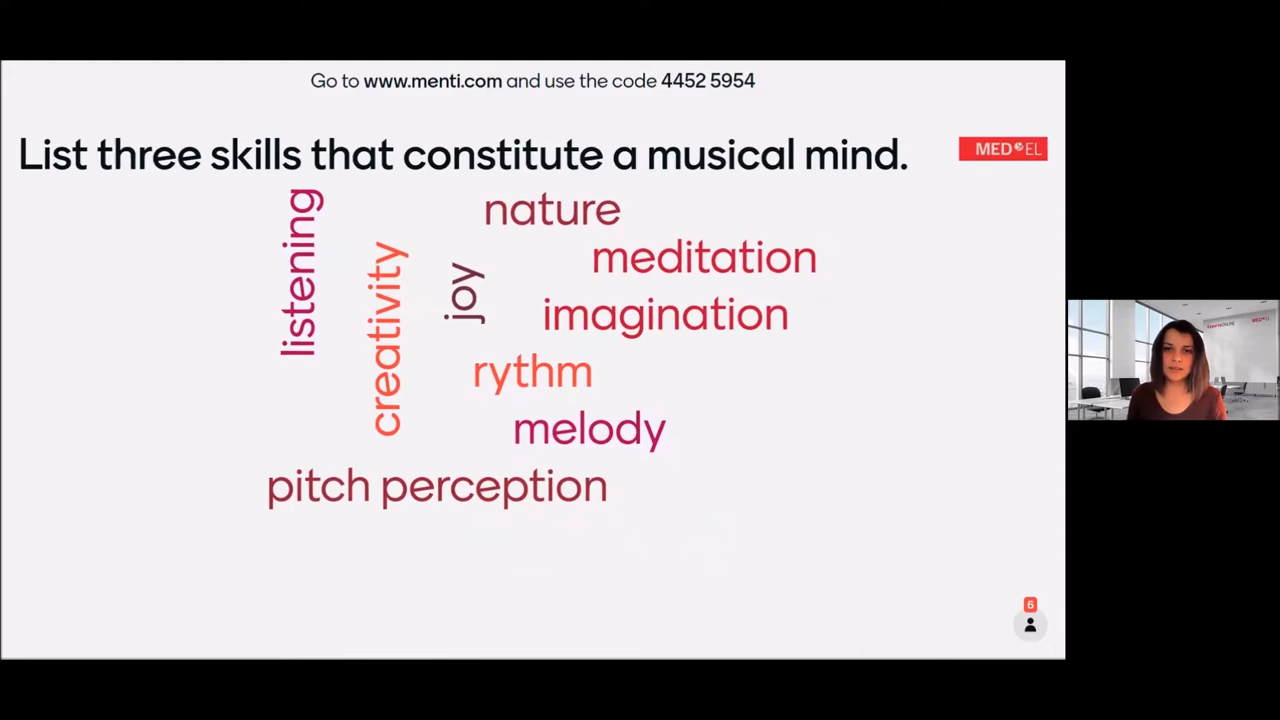 Go to www.menti.com and use the code 4452 5954
List three skills that constitute a musical mind.
MED EL
listening
creativity
joy
nature
meditation
imagination
rythm
melody
pitch perception
6